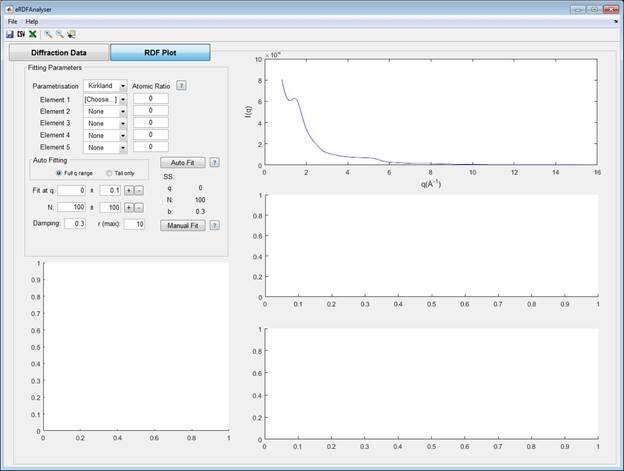 eRDFAnalyser
File Help
CSV
Diffraction Data RDF Plot
Fitting Parameters
Parametrisation Kirkland Atomic Ratio ?
Element 1 [Choose...] 0
Element 2 None 0
Element 3 None 0
Element 4 None 0
Element 5 None 0
Auto Fitting Auto Fit ?
Full q range Tail only
SS:
Fit at q: 0 ± 0.1 + - q: 0
N: 100 ± 100 + - N: 100
b: 0.3
Damping: 0.3 r (max): 10 Manual Fit ?
10 ×10⁻⁴
8
6
4
2
0
I(q)
0 2 4 6 8 10 12 14 16
q(Å⁻¹)
1
0.8
0.6
0.4
0.2
0
0 0.1 0.2 0.3 0.4 0.5 0.6 0.7 0.8 0.9 1
1
0.9
0.8
0.7
0.6
0.5
0.4
0.3
0.2
0.1
0
0 0.2 0.4 0.6 0.8 1
1
0.8
0.6
0.4
0.2
0
0 0.1 0.2 0.3 0.4 0.5 0.6 0.7 0.8 0.9 1